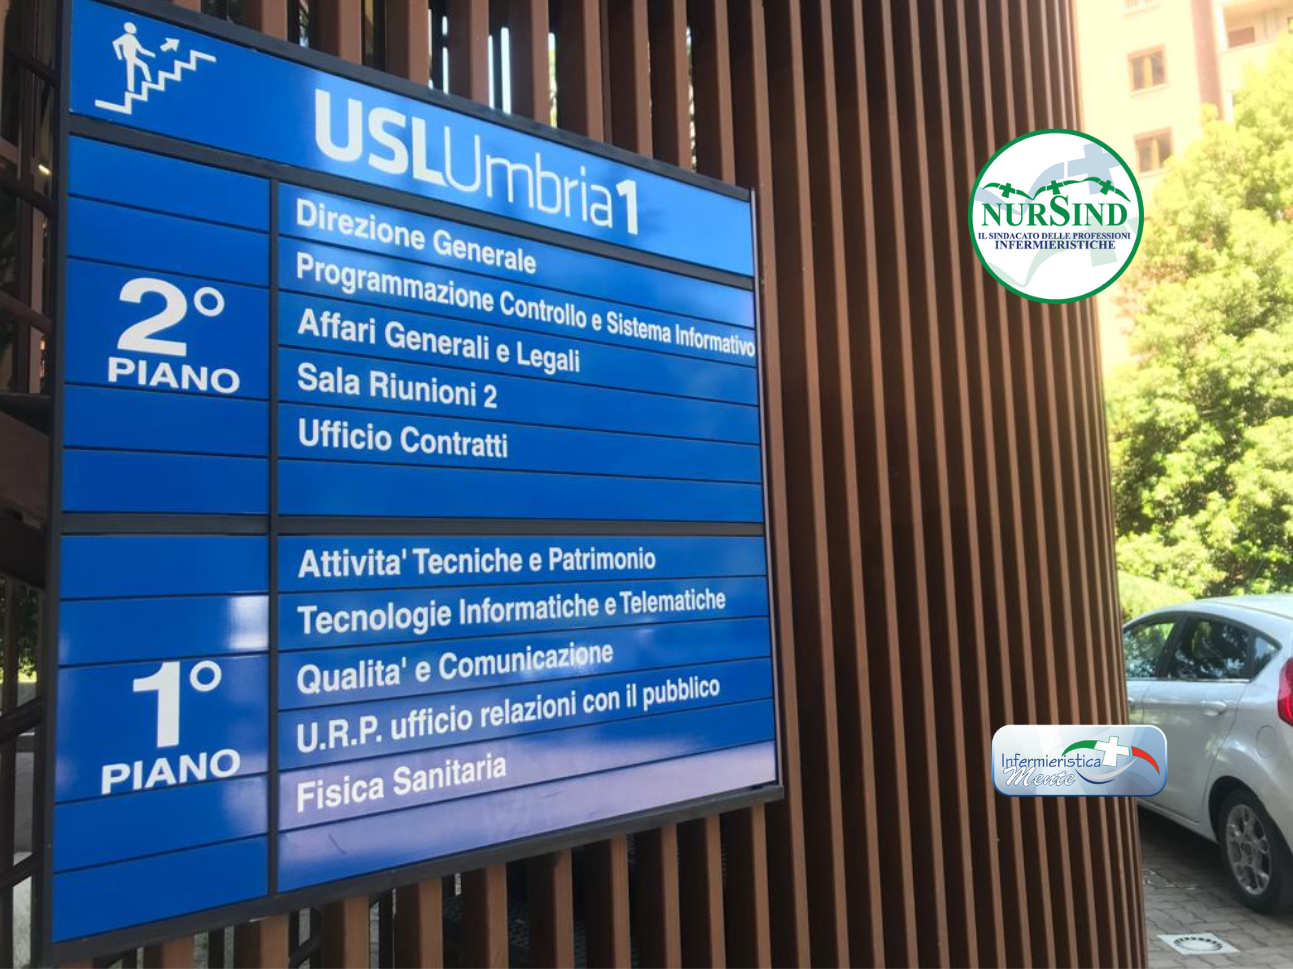 USLUmbria1
2°
PIANO
Direzione Generale
Programmazione Controllo e Sistema Informativo
Affari Generali e Legali
Sala Riunioni 2
Ufficio Contratti
1°
PIANO
Attivita' Tecniche e Patrimonio
Tecnologie Informatiche e Telematiche
Qualita' e Comunicazione
U.R.P. ufficio relazioni con il pubblico
Fisica Sanitaria
NURSIND
IL SINDACATO DELLE PROFESSIONI
INFERMIERISTICHE
Infermieristica
Mente